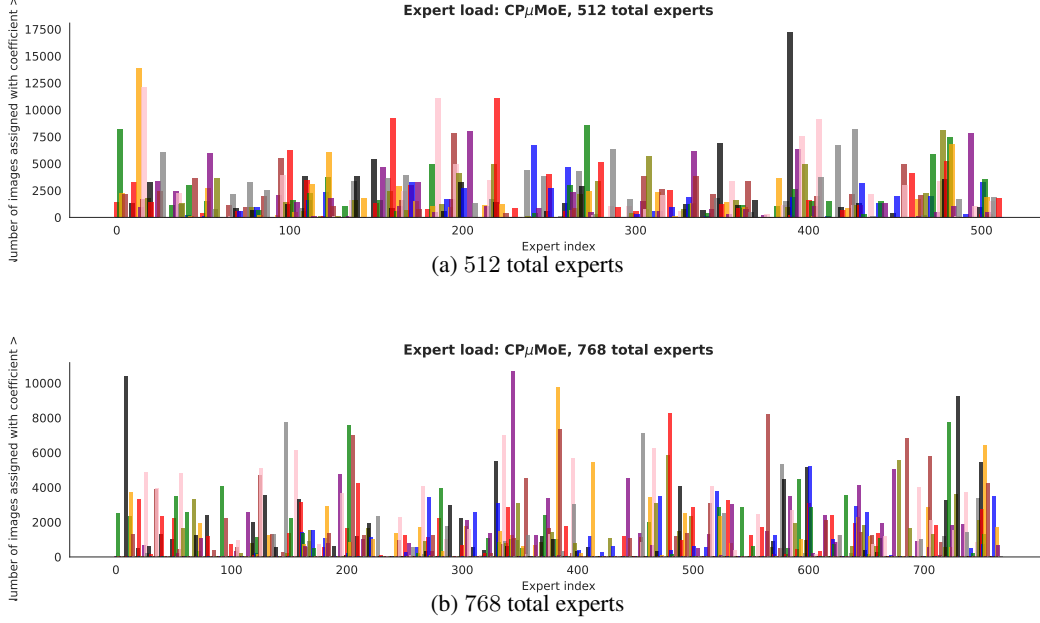 Expert load: CPμMoE, 512 total experts
Number of images assigned with coefficient >
17500
15000
12500
10000
7500
5000
2500
0
0 100 200 300 400 500
Expert index
(a) 512 total experts
Expert load: CPμMoE, 768 total experts
Number of images assigned with coefficient >
10000
8000
6000
4000
2000
0
0 100 200 300 400 500 600 700
Expert index
(b) 768 total experts